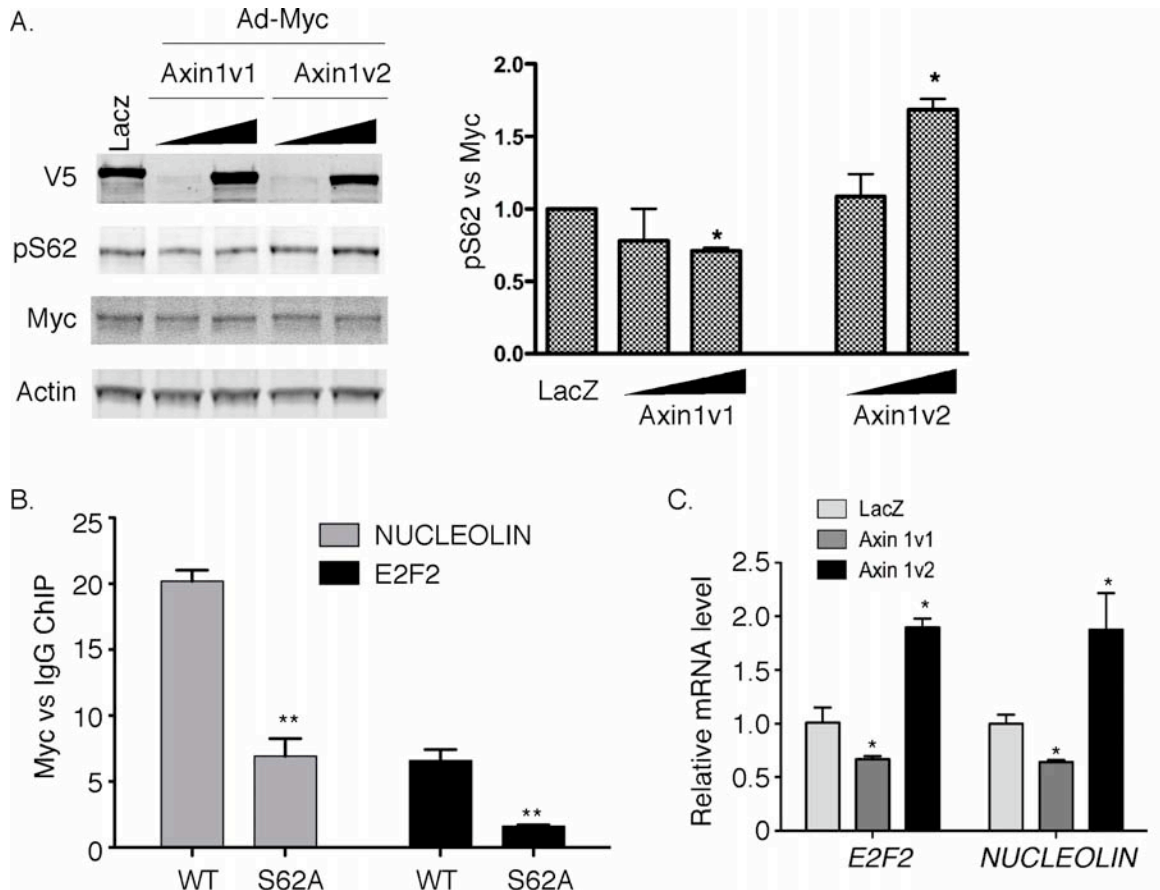 A.
Ad-Myc
Axin1v1 Axin1v2
Lacz
V5
pS62
Myc
Actin
pS62 vs Myc
2.0
1.5
1.0
0.5
0.0
*
*
LacZ
Axin1v1
Axin1v2
B.
Myc vs IgG ChIP
25
20
15
10
5
0
NUCLEOLIN
E2F2
**
**
WT S62A WT S62A
C.
LacZ
Axin 1v1
Axin 1v2
Relative mRNA level
2.5
2.0
1.5
1.0
0.5
0
* * * *
E2F2 NUCLEOLIN